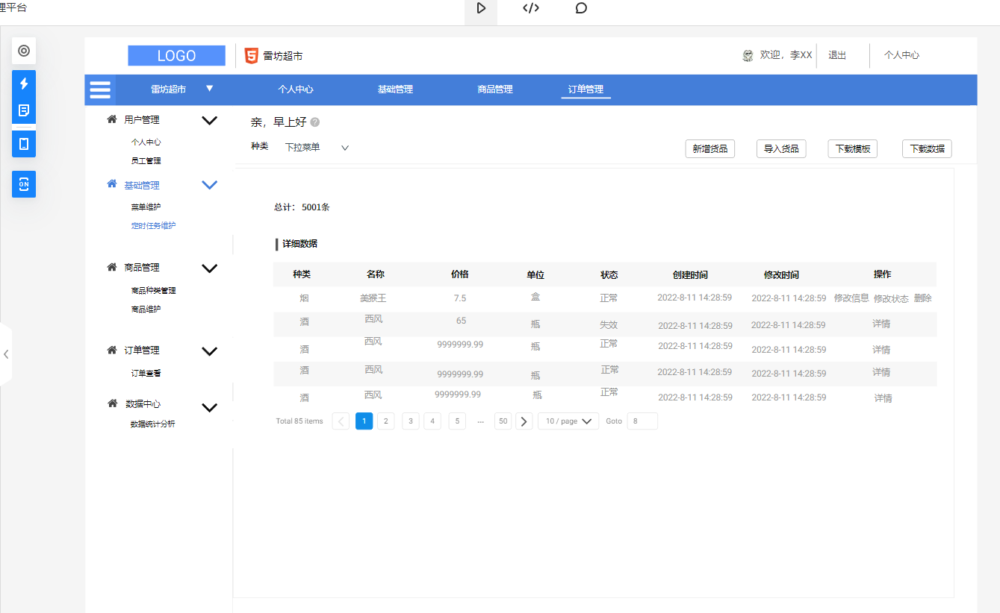 理平台
LOGO 雷坊超市 欢迎，李XX 退出 个人中心
雷坊超市 ▼ 个人中心 基础管理 商品管理 订单管理
用户管理
个人中心
员工管理
基础管理
菜单维护
定时任务维护
商品管理
商品种类管理
商品维护
订单管理
订单查看
数据中心
数据统计分析
亲，早上好
种类 下拉菜单 新增货品 导入货品 下载模板 下载数据
总计： 5001条
详细数据
种类 名称 价格 单位 状态 创建时间 修改时间 操作
烟 美猴王 7.5 盒 正常 2022-8-11 14:28:59 2022-8-11 14:28:59 修改信息 修改状态 删除
酒 西风 65 瓶 失效 2022-8-11 14:28:59 2022-8-11 14:28:59 详情
酒 西风 9999999.99 瓶 正常 2022-8-11 14:28:59 2022-8-11 14:28:59 详情
酒 西风 9999999.99 瓶 正常 2022-8-11 14:28:59 2022-8-11 14:28:59 详情
酒 西风 9999999.99 瓶 正常 2022-8-11 14:28:59 2022-8-11 14:28:59 详情
Total 85 items 1 2 3 4 5 ... 50 10 / page Goto 8
ON